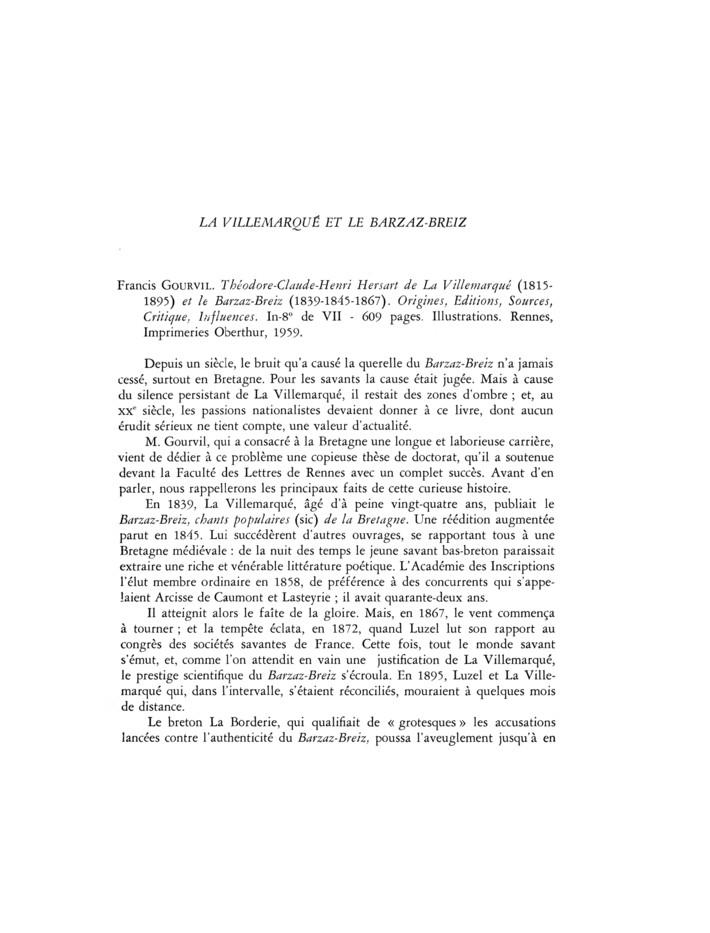 LA VILLEMARQUÉ ET LE BARZAZ-BREIZ
Francis GOURVIL. Théodore-Claude-Henri Hersart de La Villemarqué (1815-
1895) et le Barzaz-Breiz (1839-1845-1867). Origines, Editions, Sources,
Critique, Influences. In-8° de VII - 609 pages. Illustrations. Rennes,
Imprimeries Oberthur, 1959.
Depuis un siècle, le bruit qu'a causé la querelle du Barzaz-Breiz n'a jamais
cessé, surtout en Bretagne. Pour les savants la cause était jugée. Mais à cause
du silence persistant de La Villemarqué, il restait des zones d'ombre ; et, au
XXe siècle, les passions nationalistes devaient donner à ce livre, dont aucun
érudit sérieux ne tient compte, une valeur d'actualité.
M. Gourvil, qui a consacré à la Bretagne une longue et laborieuse carrière,
vient de dédier à ce problème une copieuse thèse de doctorat, qu'il a soutenue
devant la Faculté des Lettres de Rennes avec un complet succès. Avant d'en
parler, nous rappellerons les principaux faits de cette curieuse histoire.
En 1839, La Villemarqué, âgé d'à peine vingt-quatre ans, publiait le
Barzaz-Breiz, chants populaires (sic) de la Bretagne. Une réédition augmentée
parut en 1845. Lui succédèrent d'autres ouvrages, se rapportant tous à une
Bretagne médiévale : de la nuit des temps le jeune savant bas-breton paraissait
extraire une riche et vénérable littérature poétique. L'Académie des Inscriptions
l'élut membre ordinaire en 1858, de préférence à des concurrents qui s'appe-
laient Arcisse de Caumont et Lasteyrie ; il avait quarante-deux ans.
Il atteignit alors le faîte de la gloire. Mais, en 1867, le vent commença
à tourner ; et la tempête éclata, en 1872, quand Luzel lut son rapport au
congrès des sociétés savantes de France. Cette fois, tout le monde savant
s'émut, et, comme l'on attendit en vain une justification de La Villemarqué,
le prestige scientifique du Barzaz-Breiz s'écroula. En 1895, Luzel et La Ville-
marqué qui, dans l'intervalle, s'étaient réconciliés, mouraient à quelques mois
de distance.
Le breton La Borderie, qui qualifiait de « grotesques » les accusations
lancées contre l'authenticité du Barzaz-Breiz, poussa l'aveuglement jusqu'à en